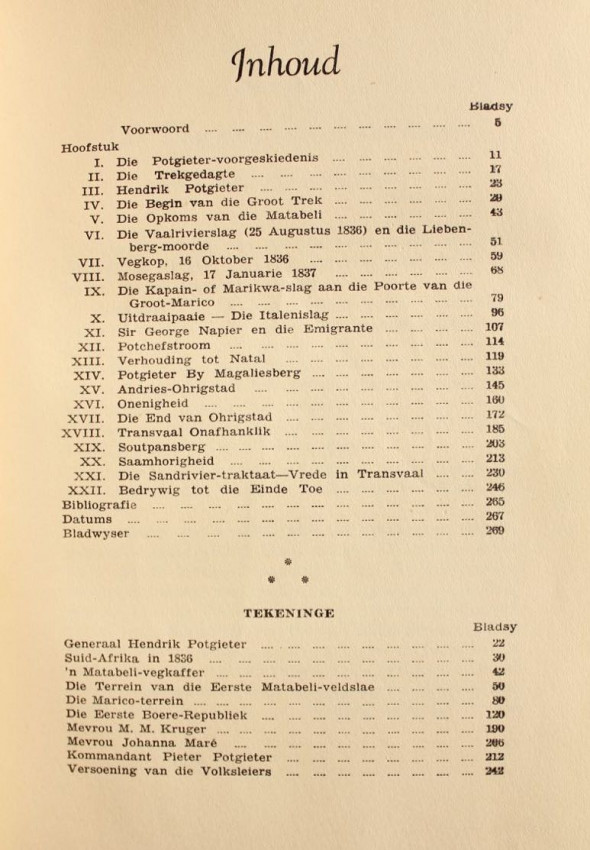 Inhoud
Bladsy
Voorwoord .... .... .... .... .... .... .... .... .... .... 5
Hoofstuk
I. Die Potgieter-voorgeskiedenis .... .... .... .... .... 11
II. Die Trekgedagte .... .... .... .... .... .... .... .... 17
III. Hendrik Potgieter .... .... .... .... .... .... .... .... 23
IV. Die Begin van die Groot Trek .... .... .... .... .... 29
V. Die Opkoms van die Matabeli .... .... .... .... .... 43
VI. Die Vaalrivierslag (25 Augustus 1836) en die Lieben-
berg-moorde .... .... .... .... .... .... .... .... .... 51
VII. Vegkop, 16 Oktober 1836 .... .... .... .... .... .... 59
VIII. Mosegaslag, 17 Januarie 1837 .... .... .... .... .... 68
IX. Die Kapain- of Marikwa-slag aan die Poorte van die
Groot-Marico .... .... .... .... .... .... .... .... .... 79
X. Uitdraaipaaie — Die Italenislag .... .... .... .... .... 96
XI. Sir George Napier en die Emigrante .... .... .... .... 107
XII. Potchefstroom .... .... .... .... .... .... .... .... 114
XIII. Verhouding tot Natal .... .... .... .... .... .... .... 119
XIV. Potgieter By Magaliesberg .... .... .... .... .... .... 133
XV. Andries-Ohrigstad .... .... .... .... .... .... .... .... 145
XVI. Onenigheid .... .... .... .... .... .... .... .... .... 160
XVII. Die End van Ohrigstad .... .... .... .... .... .... .... 172
XVIII. Transvaal Onafhanklik .... .... .... .... .... .... .... 185
XIX. Soutpansberg .... .... .... .... .... .... .... .... .... 203
XX. Saamhorigheid .... .... .... .... .... .... .... .... .... 213
XXI. Die Sandrivier-traktaat—Vrede in Transvaal .... .... 230
XXII. Bedrywig tot die Einde Toe .... .... .... .... .... .... 246
Bibliografie .... .... .... .... .... .... .... .... .... .... .... .... 265
Datums .... .... .... .... .... .... .... .... .... .... .... .... .... 267
Bladwyser .... .... .... .... .... .... .... .... .... .... .... .... 269
TEKENINGE
Bladsy
Generaal Hendrik Potgieter .... .... .... .... .... .... .... .... 22
Suid-Afrika in 1836 .... .... .... .... .... .... .... .... .... .... 30
'n Matabeli-vegkaffer .... .... .... .... .... .... .... .... .... 42
Die Terrein van die Eerste Matabeli-veldslae .... .... .... .... 50
Die Marico-terrein .... .... .... .... .... .... .... .... .... .... 80
Die Eerste Boere-Republiek .... .... .... .... .... .... .... .... 120
Mevrou M. M. Kruger .... .... .... .... .... .... .... .... .... 190
Mevrou Johanna Maré .... .... .... .... .... .... .... .... .... 206
Kommandant Pieter Potgieter .... .... .... .... .... .... .... 212
Versoening van die Volksleiers .... .... .... .... .... .... .... 242